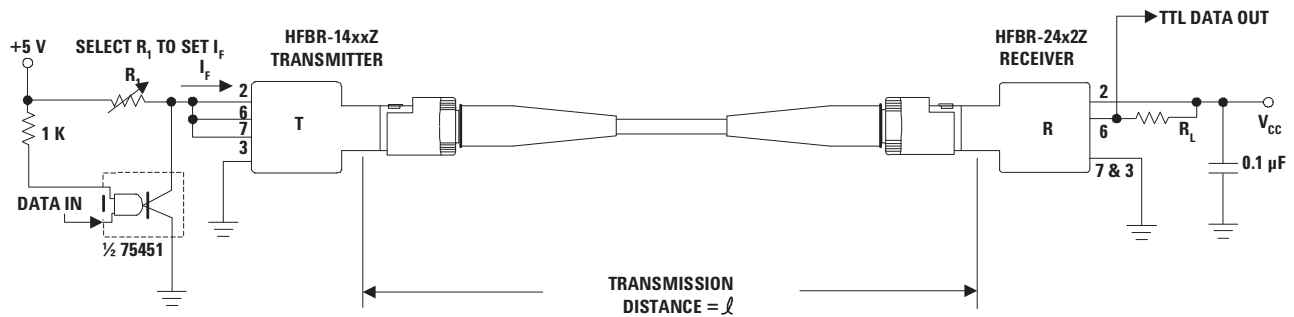 TTL DATA OUT
+5 V
SELECT R1 TO SET IF
HFBR-14xxZ
TRANSMITTER
HFBR-24x2Z
RECEIVER
R1
IF
2
6
7
3
T
1 K
DATA IN
½ 75451
R
2
6
7 & 3
RL
VCC
0.1 µF
TRANSMISSION
DISTANCE = ℓ